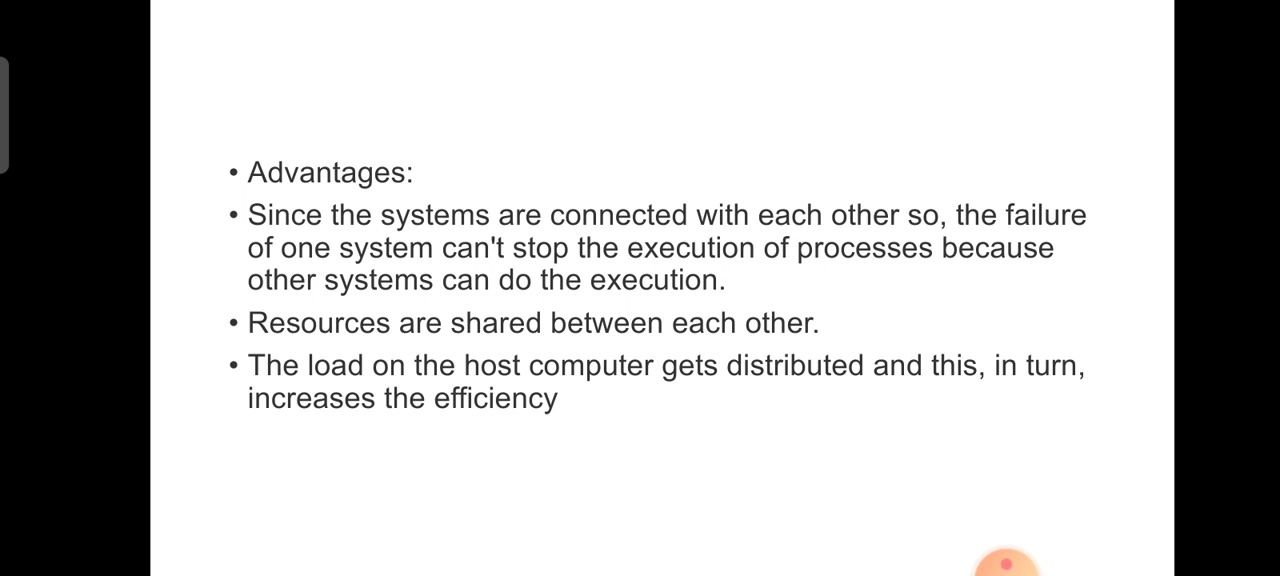 • Advantages:
• Since the systems are connected with each other so, the failure
of one system can't stop the execution of processes because
other systems can do the execution.
• Resources are shared between each other.
• The load on the host computer gets distributed and this, in turn,
increases the efficiency